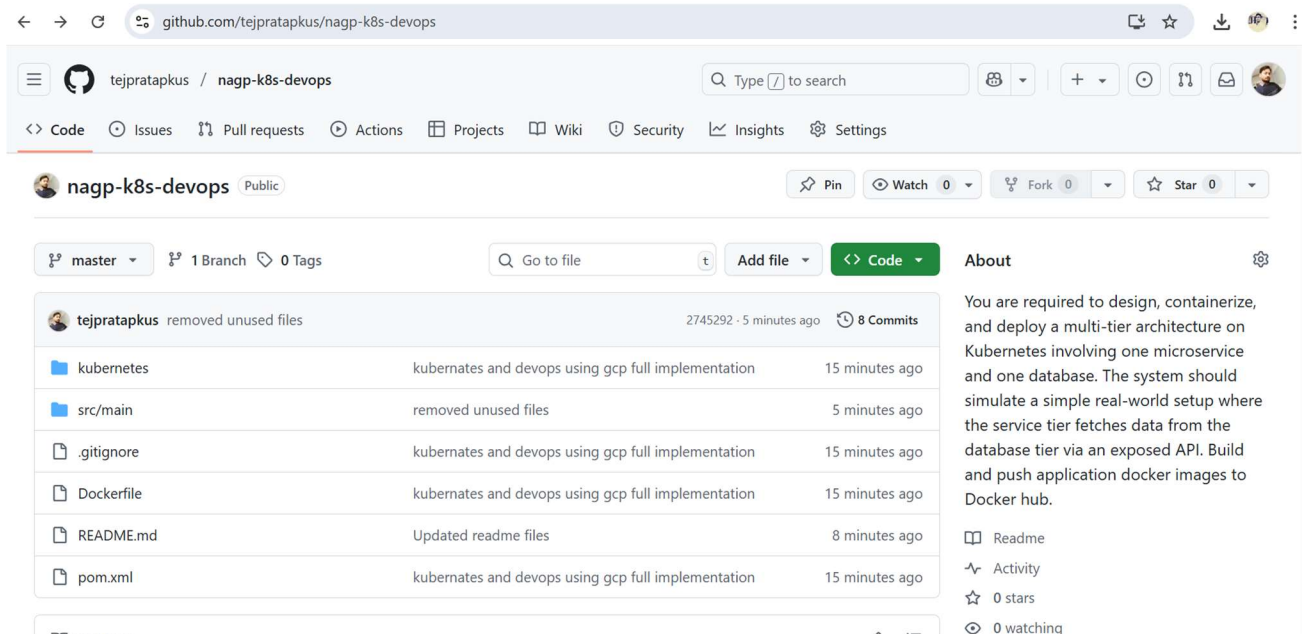 github.com/tejpratapkus/nagp-k8s-devops
tejpratapkus / nagp-k8s-devops
Type / to search
Code Issues Pull requests Actions Projects Wiki Security Insights Settings
nagp-k8s-devops Public
Pin Watch 0 Fork 0 Star 0
master 1 Branch 0 Tags Go to file t Add file Code
tejpratapkus removed unused files 2745292 · 5 minutes ago 8 Commits
kubernetes kubernates and devops using gcp full implementation 15 minutes ago
src/main removed unused files 5 minutes ago
.gitignore kubernates and devops using gcp full implementation 15 minutes ago
Dockerfile kubernates and devops using gcp full implementation 15 minutes ago
README.md Updated readme files 8 minutes ago
pom.xml kubernates and devops using gcp full implementation 15 minutes ago
About
You are required to design, containerize,
and deploy a multi-tier architecture on
Kubernetes involving one microservice
and one database. The system should
simulate a simple real-world setup where
the service tier fetches data from the
database tier via an exposed API. Build
and push application docker images to
Docker hub.
Readme
Activity
0 stars
0 watching